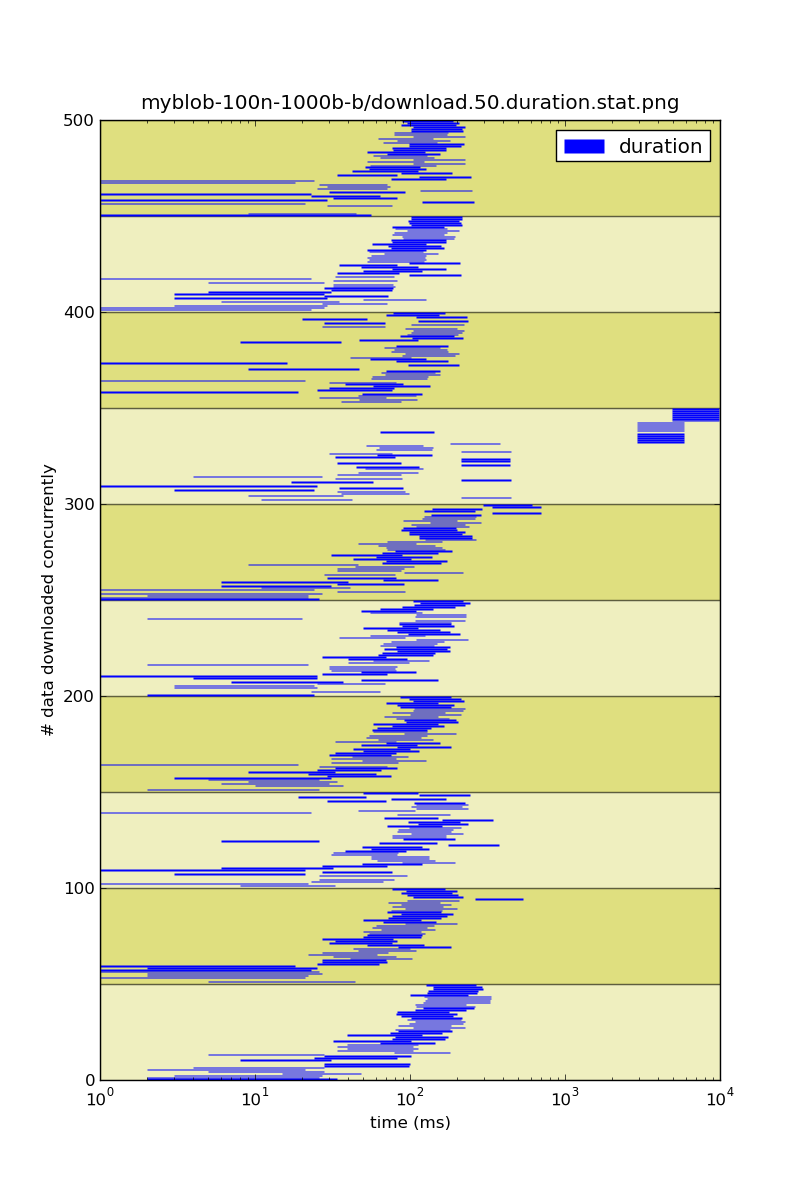 myblob-100n-1000b-b/download.50.duration.stat.png
duration
500
400
300
200
100
0
# data downloaded concurrently
10^0 10^1 10^2 10^3 10^4
time (ms)